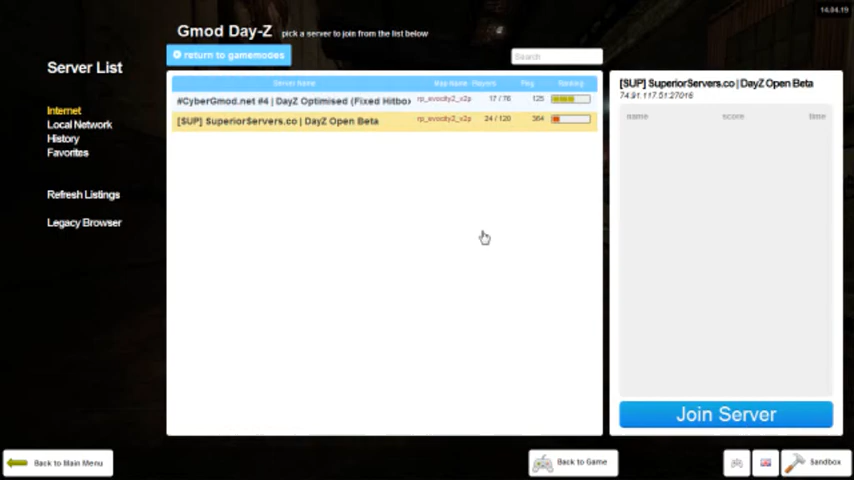 14.04.19
Gmod Day-Z pick a server to join from the list below
return to gamemodes
Search
Server List
Internet
Local Network
History
Favorites
Refresh Listings
Legacy Browser
Server Name Map Name Players Ping Ranking
#CyberGmod.net #4 | DayZ Optimised (Fixed Hitbox rp_evocity2_v2p 17 / 76 125
[SUP] SuperiorServers.co | DayZ Open Beta rp_evocity2_v2p 24 / 120 364
[SUP] SuperiorServers.co | DayZ Open Beta
74.91.117.51:27016
name score time
Join Server
Back to Main Menu
Back to Game
Sandbox